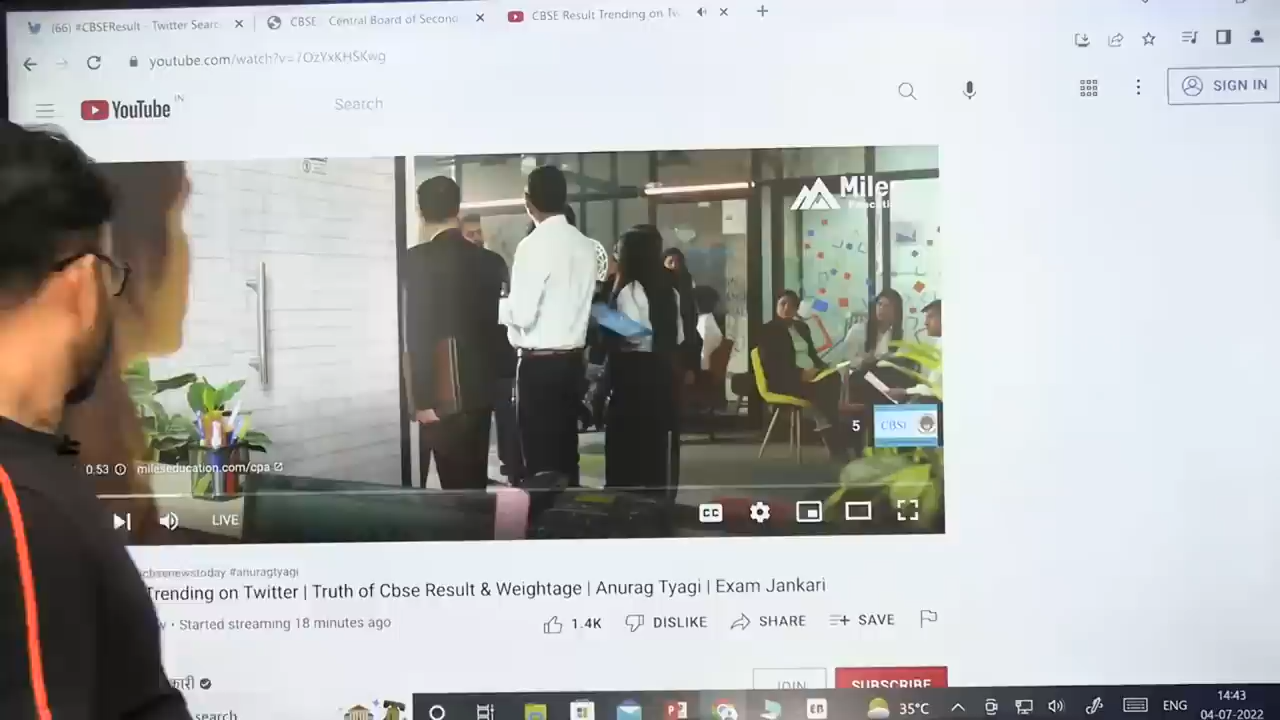 (66) #CBSEResult - Twitter Searc
CBSE
Central Board of Second
CBSE Result Trending on Tw
youtube.com/watch?v=7OzYxKHSKwg
YouTube
IN
Search
SIGN IN
Miles
5
CBSE
0:53
mileseducation.com/cpa
LIVE
CC
cbsenewstoday #anuragtyagi
Trending on Twitter | Truth of Cbse Result & Weightage | Anurag Tyagi | Exam Jankari
Started streaming 18 minutes ago
1.4K
DISLIKE
SHARE
SAVE
JOIN
SUBSCRIBE
search
35°C
ENG
14:43
04-07-2022